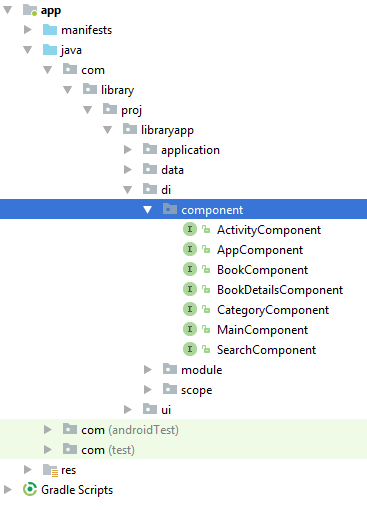 app
manifests
java
com
library
proj
libraryapp
application
data
di
component
I ActivityComponent
I AppComponent
I BookComponent
I BookDetailsComponent
I CategoryComponent
I MainComponent
I SearchComponent
module
scope
ui
com (androidTest)
com (test)
res
Gradle Scripts